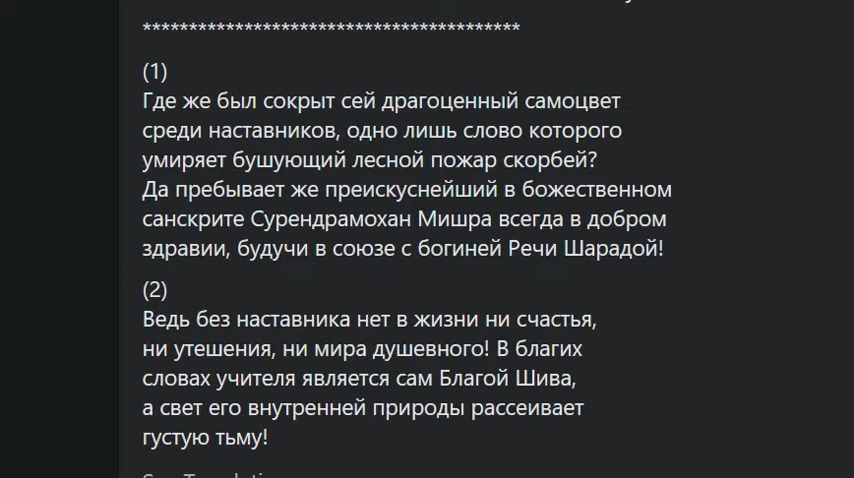 *****************************************
(1)
Где же был сокрыт сей драгоценный самоцвет
среди наставников, одно лишь слово которого
умиряет бушующий лесной пожар скорбей?
Да пребывает же преискуснейший в божественном
санскрите Сурендрамохан Мишра всегда в добром
здравии, будучи в союзе с богиней Речи Шарадой!
(2)
Ведь без наставника нет в жизни ни счастья,
ни утешения, ни мира душевного! В благих
словах учителя является сам Благой Шива,
а свет его внутренней природы рассеивает
густую тьму!